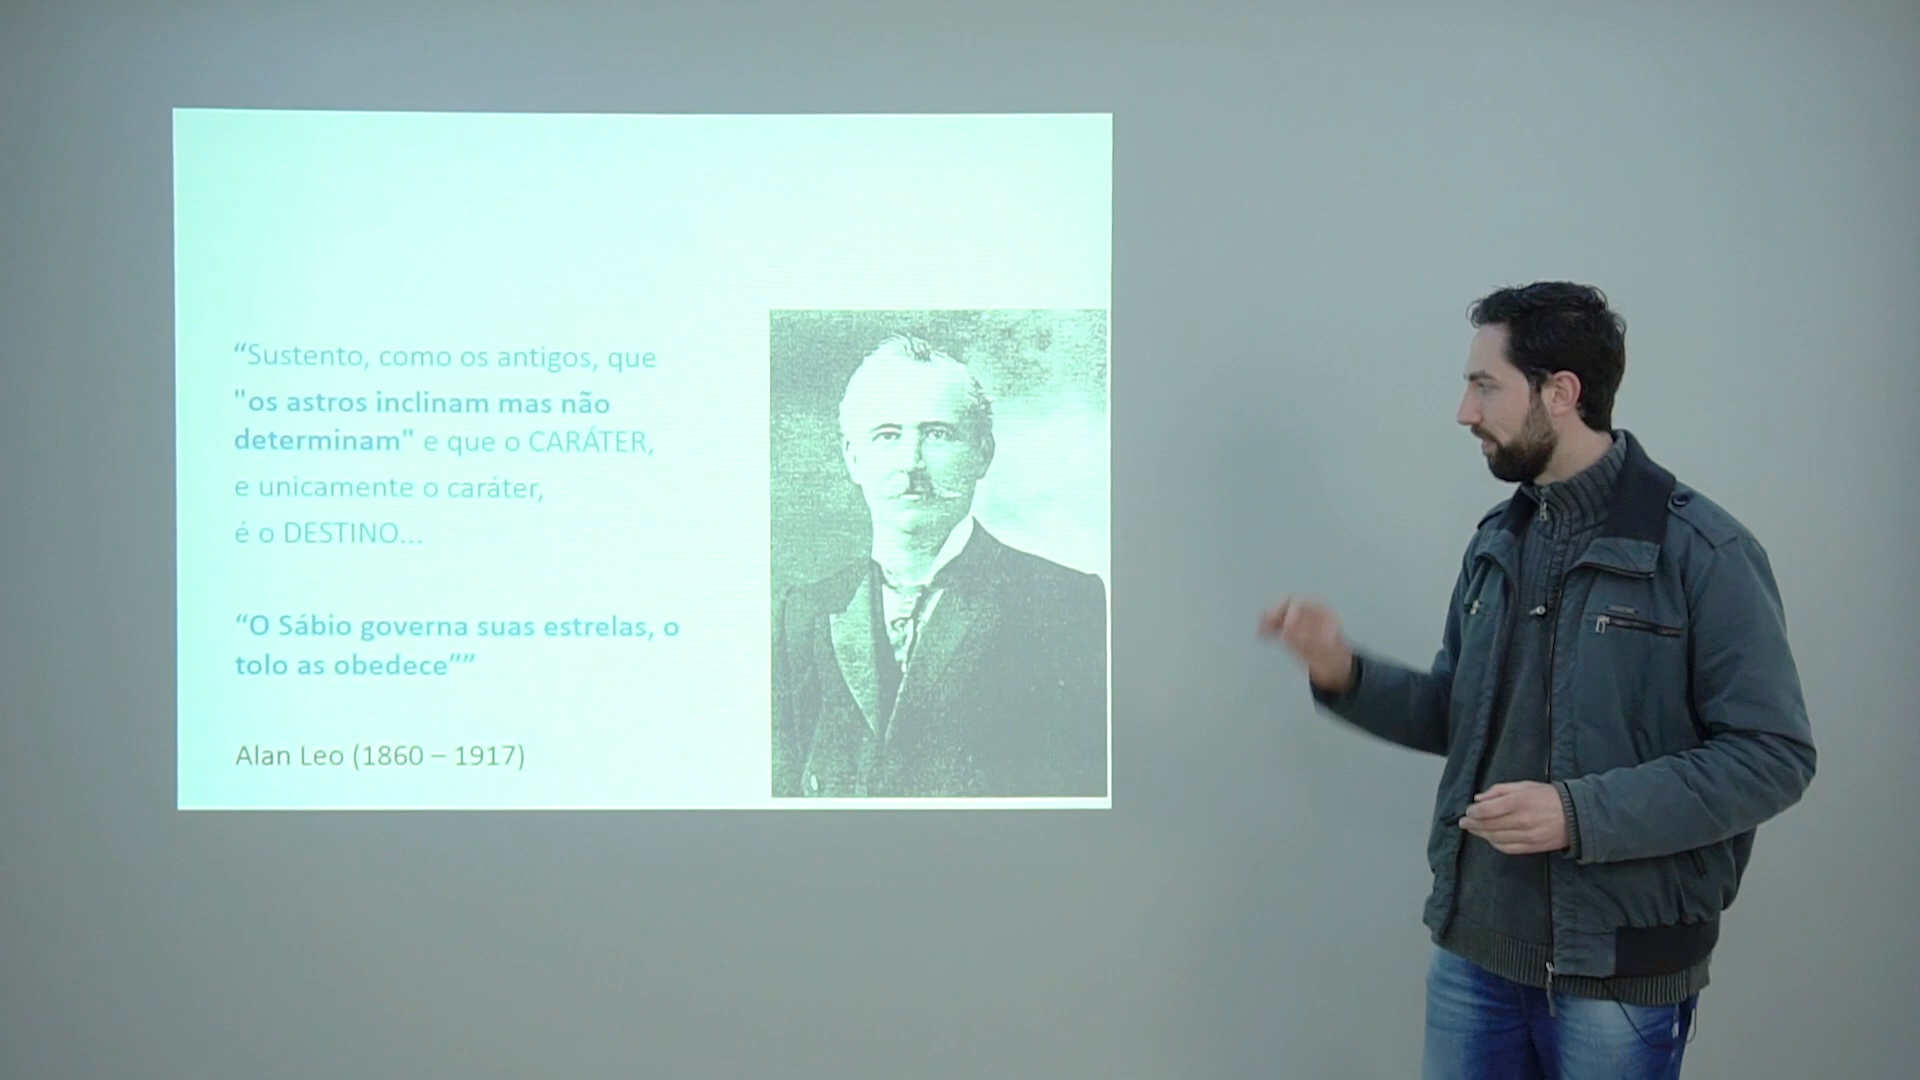 “Sustento, como os antigos, que
"os astros inclinam mas não
determinam" e que o CARÁTER,
e unicamente o caráter,
é o DESTINO...
“O Sábio governa suas estrelas, o
tolo as obedece””
Alan Leo (1860 – 1917)